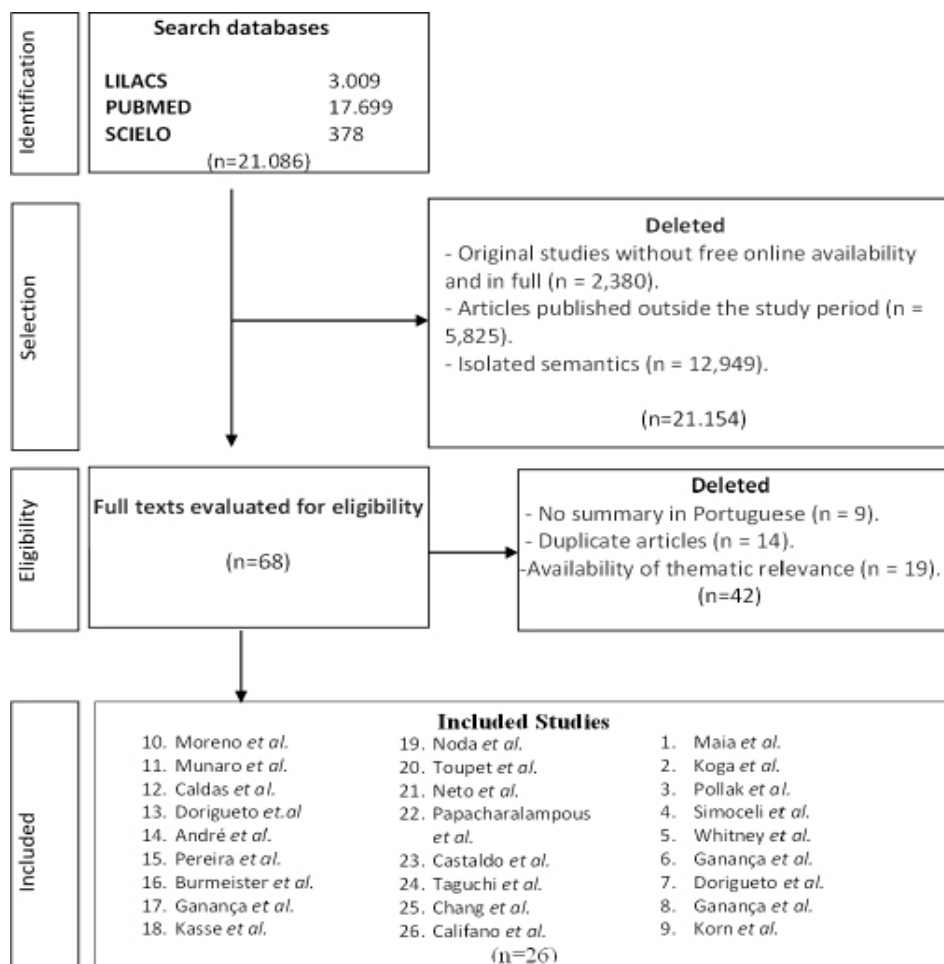 Identification
Search databases
LILACS 3.009
PUBMED 17.699
SCIELO 378
(n=21.086)
Selection
Deleted
- Original studies without free online availability
and in full (n = 2,380).
- Articles published outside the study period (n =
5,825).
- Isolated semantics (n = 12,949).
(n=21.154)
Eligibility
Full texts evaluated for eligibility
(n=68)
Deleted
- No summary in Portuguese (n = 9).
- Duplicate articles (n = 14).
-Availability of thematic relevance (n = 19).
(n=42)
Included
Included Studies
10. Moreno et al.
11. Munaro et al.
12. Caldas et al.
13. Dorigueto et.al
14. André et al.
15. Pereira et al.
16. Burmeister et al.
17. Ganança et al.
18. Kasse et al.
19. Noda et al.
20. Toupet et al.
21. Neto et al.
22. Papacharalampous
et al.
23. Castaldo et al.
24. Taguchi et al.
25. Chang et al.
26. Califano et al.
1. Maia et al.
2. Koga et al.
3. Pollak et al.
4. Simoceli et al.
5. Whitney et al.
6. Ganança et al.
7. Dorigueto et al.
8. Ganança et al.
9. Korn et al.
(n=26)